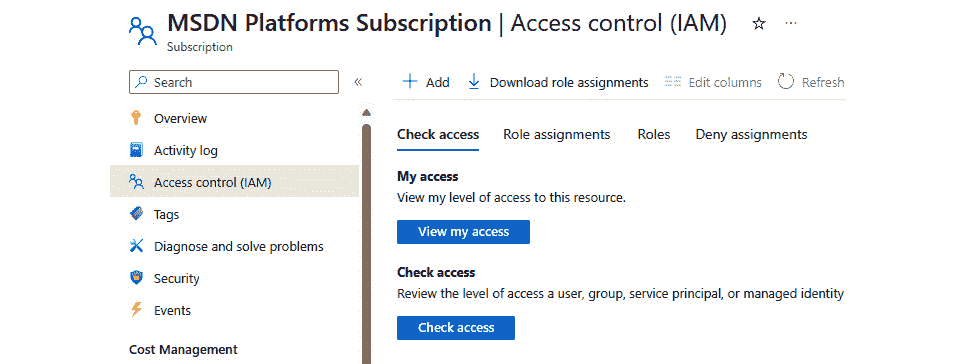 MSDN Platforms Subscription | Access control (IAM) ☆ ...
Subscription
Search «
+ Add Download role assignments Edit columns Refresh
Overview
Activity log
Access control (IAM)
Tags
Diagnose and solve problems
Security
Events
Cost Management
Check access Role assignments Roles Deny assignments
My access
View my level of access to this resource.
View my access
Check access
Review the level of access a user, group, service principal, or managed identity
Check access